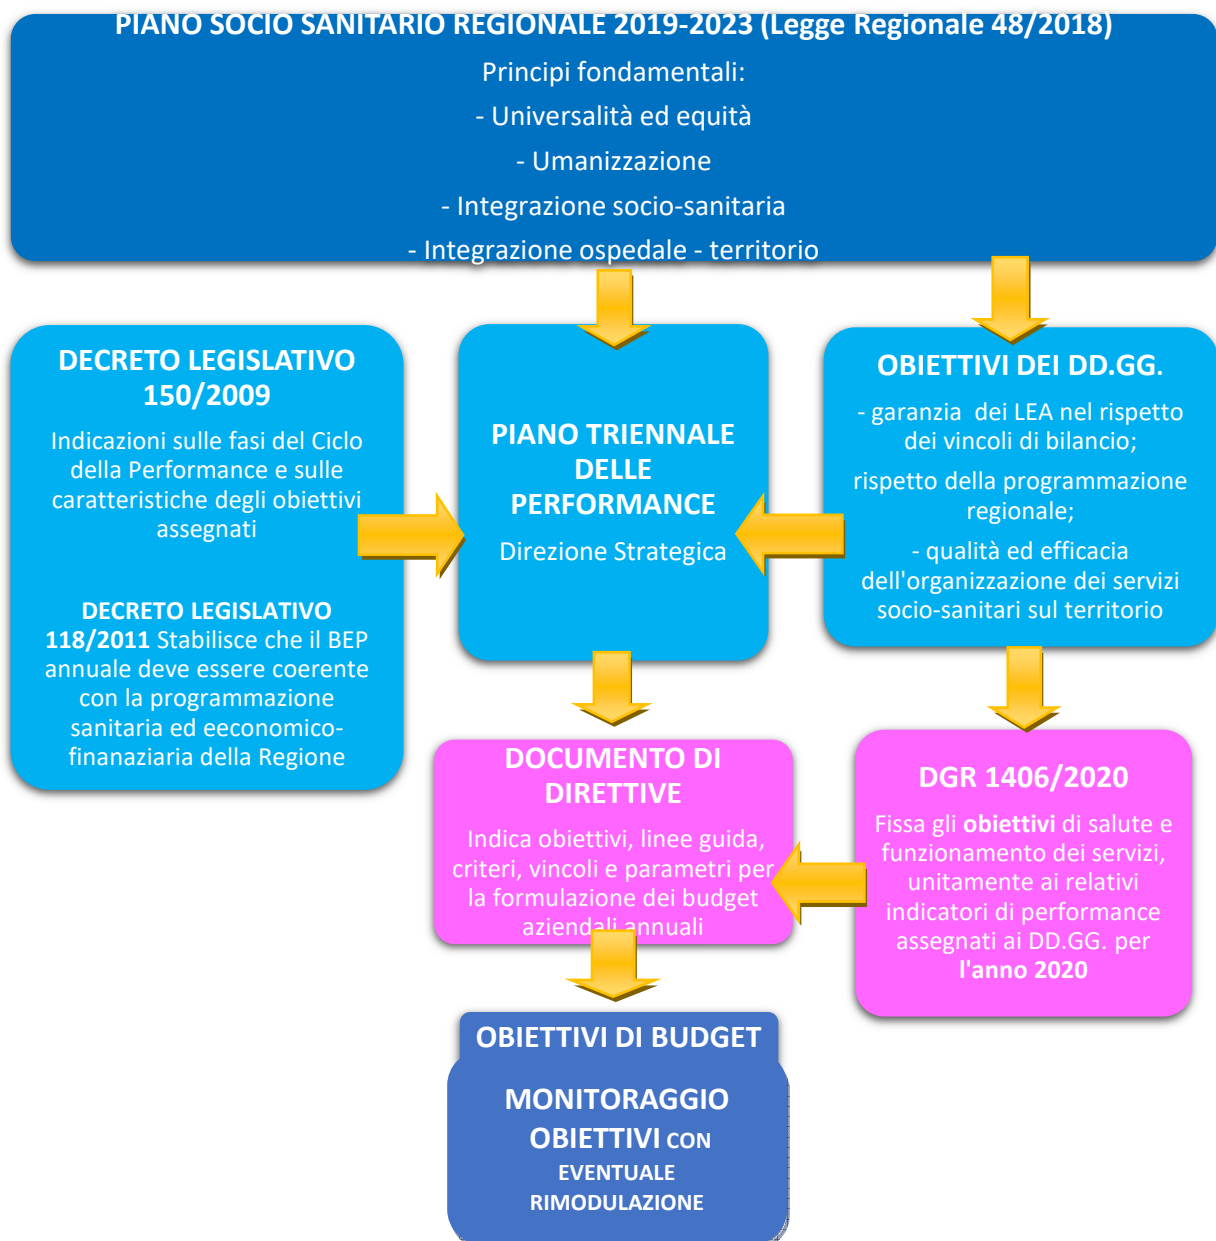 PIANO SOCIO SANITARIO REGIONALE 2019-2023 (Legge Regionale 48/2018)
Principi fondamentali:
- Universalità ed equità
- Umanizzazione
- Integrazione socio-sanitaria
- Integrazione ospedale - territorio
DECRETO LEGISLATIVO
150/2009
Indicazioni sulle fasi del Ciclo
della Performance e sulle
caratteristiche degli obiettivi
assegnati
DECRETO LEGISLATIVO
118/2011 Stabilisce che il BEP
annuale deve essere coerente
con la programmazione
sanitaria ed eeconomico-
finanaziaria della Regione
PIANO TRIENNALE
DELLE
PERFORMANCE
Direzione Strategica
OBIETTIVI DEI DD.GG.
- garanzia dei LEA nel rispetto
dei vincoli di bilancio;
rispetto della programmazione
regionale;
- qualità ed efficacia
dell'organizzazione dei servizi
socio-sanitari sul territorio
DOCUMENTO DI
DIRETTIVE
Indica obiettivi, linee guida,
criteri, vincoli e parametri per
la formulazione dei budget
aziendali annuali
DGR 1406/2020
Fissa gli obiettivi di salute e
funzionamento dei servizi,
unitamente ai relativi
indicatori di performance
assegnati ai DD.GG. per
l'anno 2020
OBIETTIVI DI BUDGET
MONITORAGGIO
OBIETTIVI CON
EVENTUALE
RIMODULAZIONE